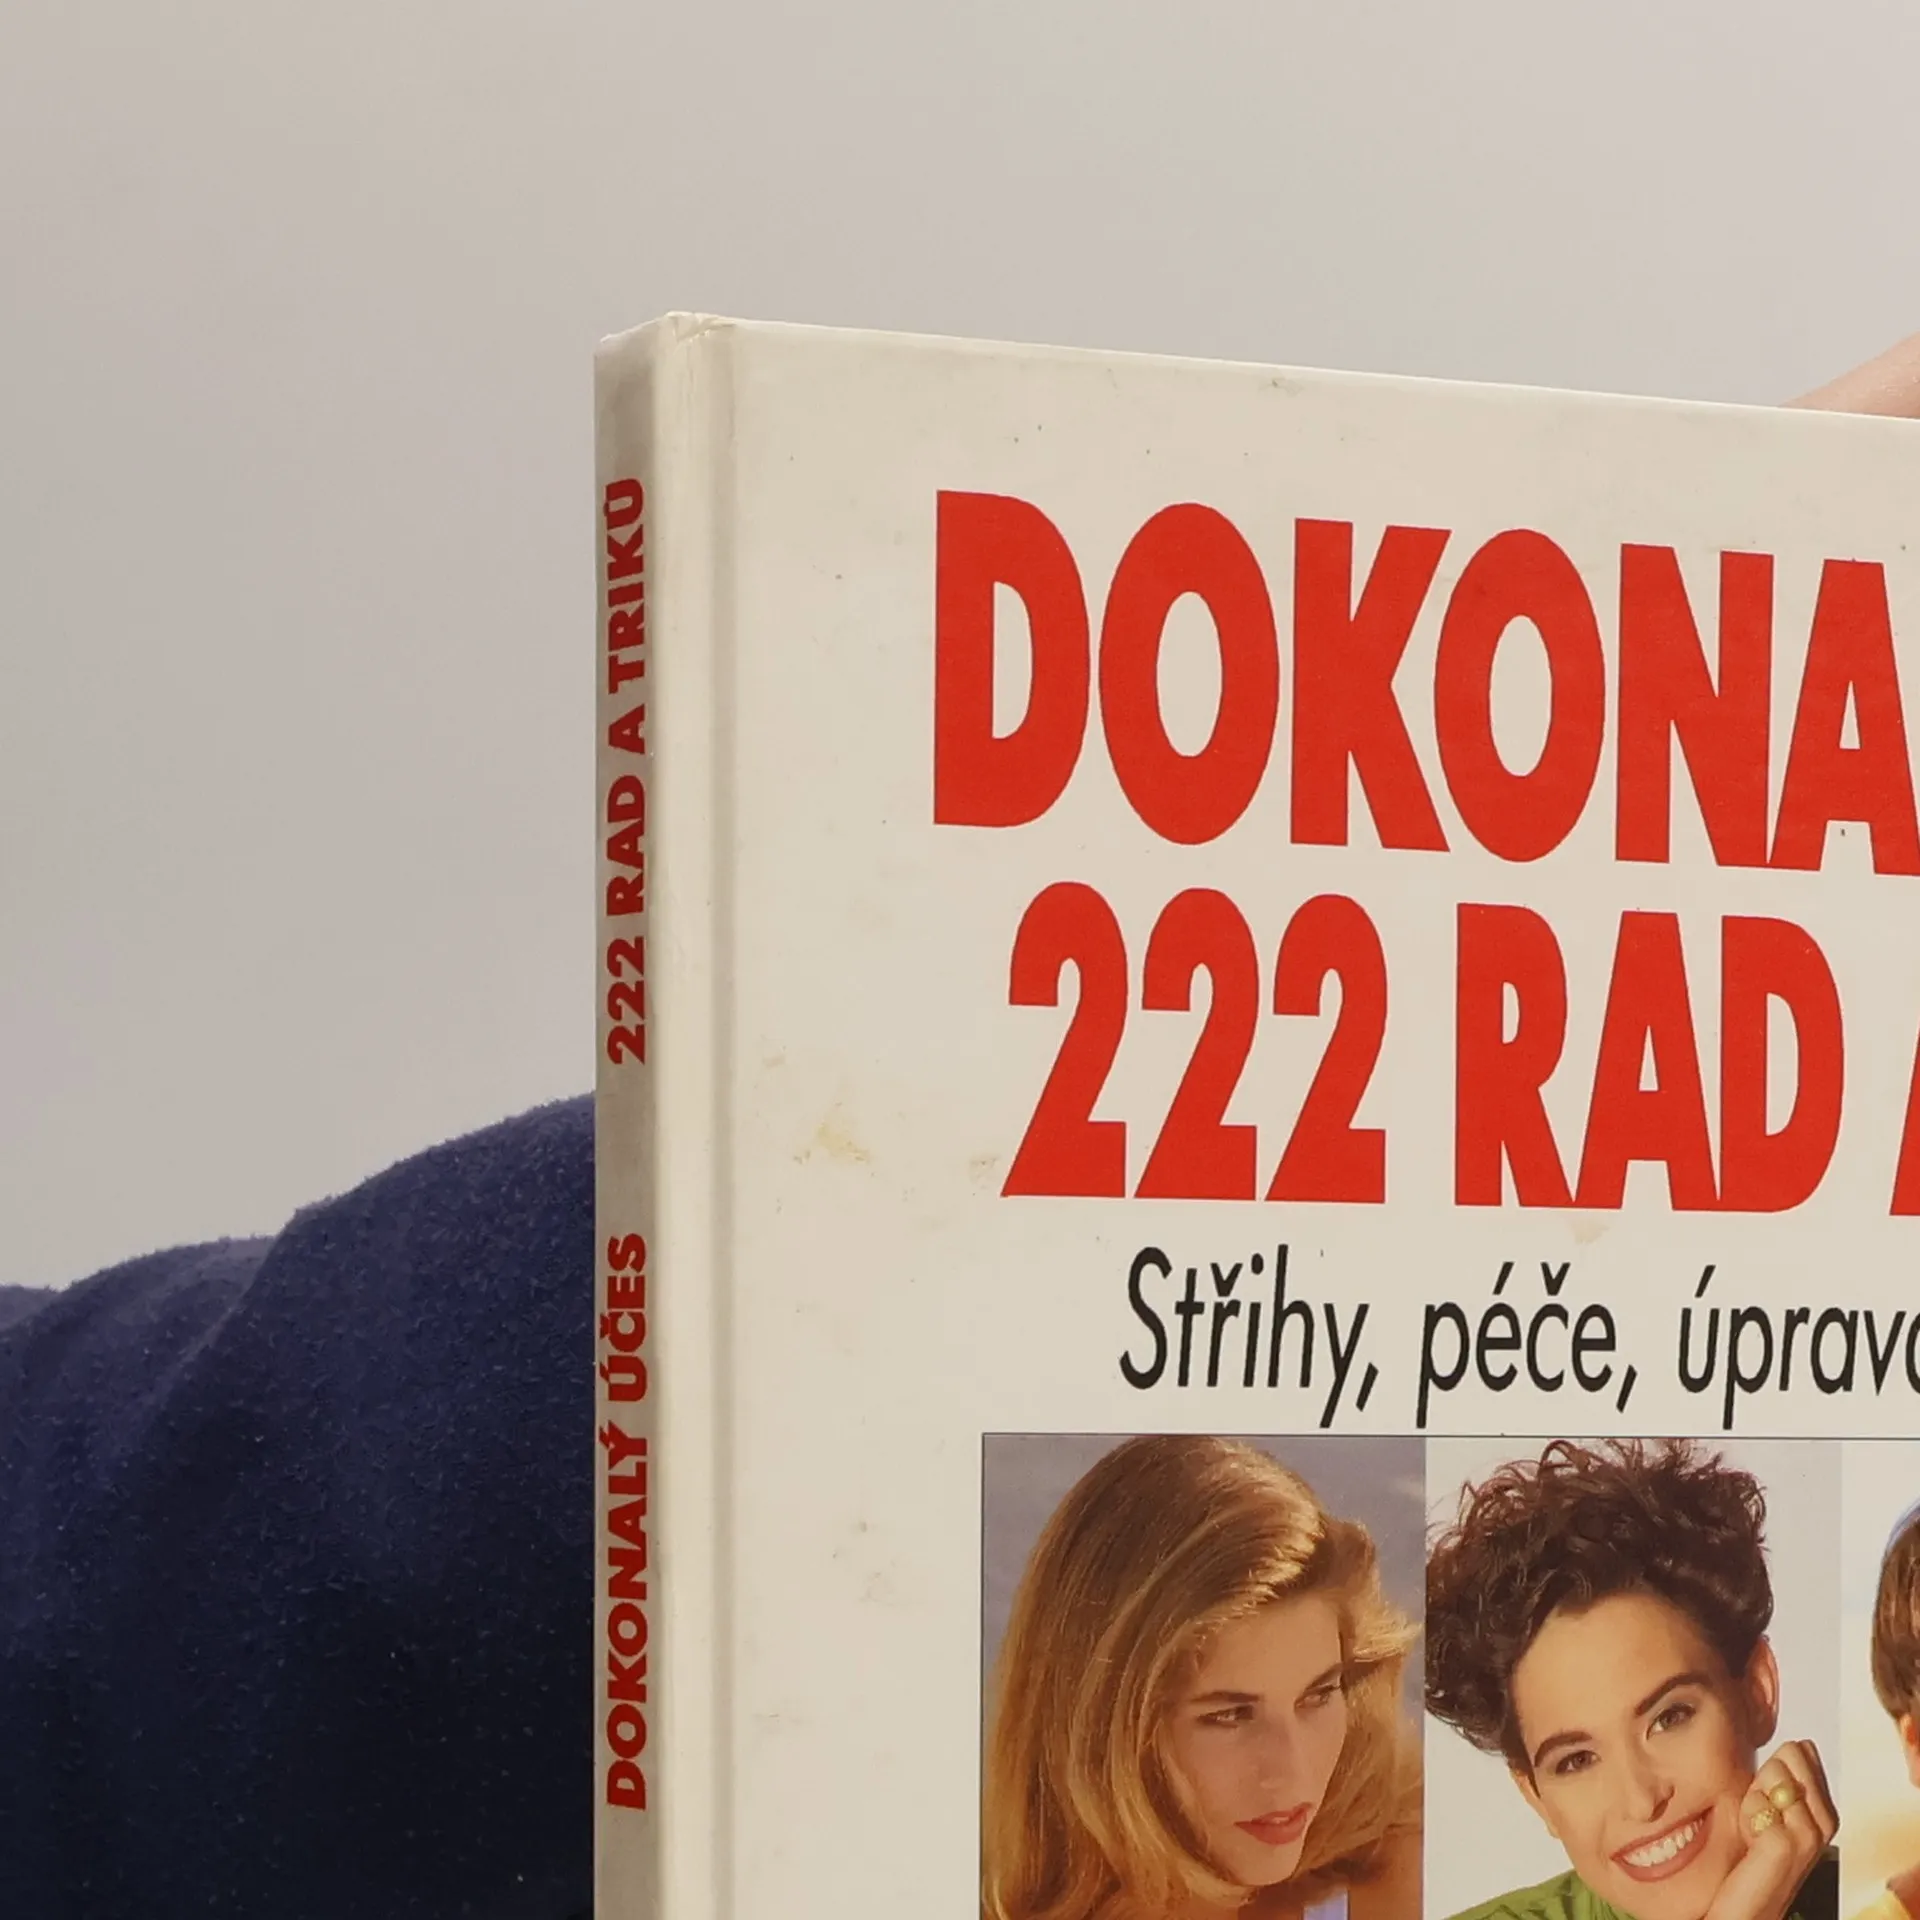 DOKONALÝ ÚČES 222 RAD A TRIKŮ
DOKONA
222 RAD A
Střihy, péče, úprava